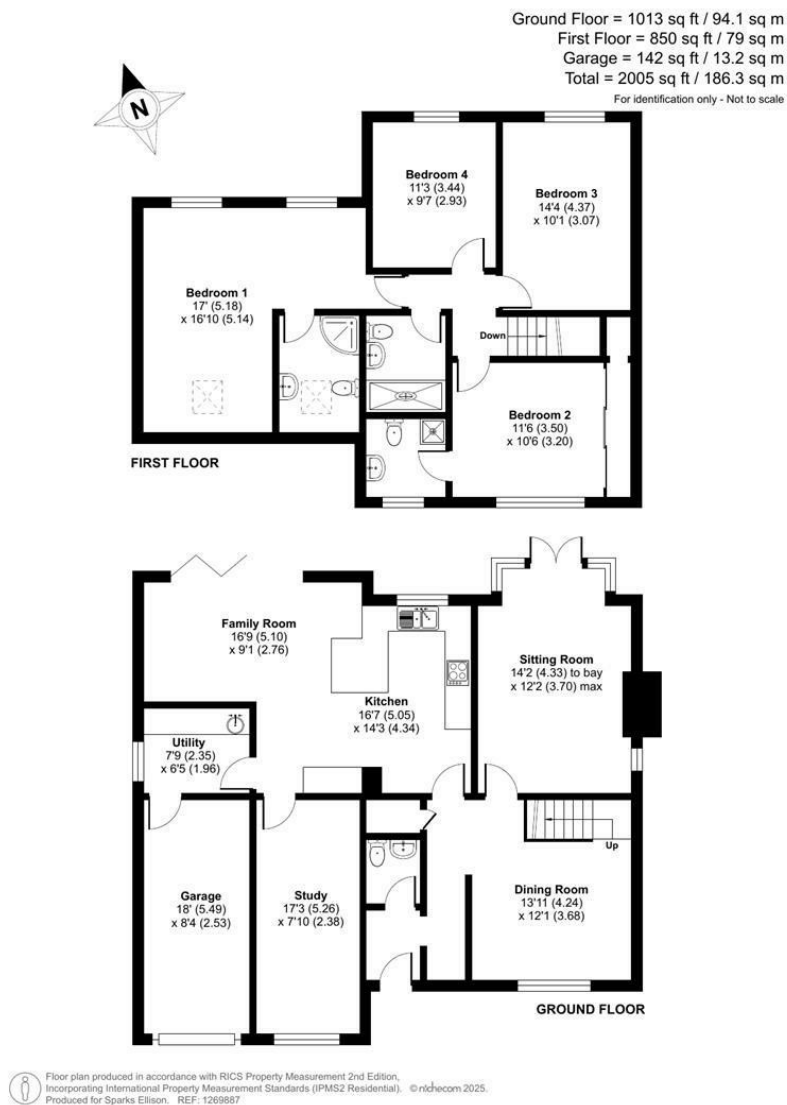 Ground Floor = 1013 sq ft / 94.1 sq m
First Floor = 850 sq ft / 79 sq m
Garage = 142 sq ft / 13.2 sq m
Total = 2005 sq ft / 186.3 sq m
For identification only - Not to scale
N
Bedroom 4
11'3 (3.44)
x 9'7 (2.93)
Bedroom 3
14'4 (4.37)
x 10'1 (3.07)
Bedroom 1
17' (5.18)
x 16'10 (5.14)
Down
Bedroom 2
11'6 (3.50)
x 10'6 (3.20)
FIRST FLOOR
Family Room
16'9 (5.10)
x 9'1 (2.76)
Sitting Room
14'2 (4.33) to bay
x 12'2 (3.70) max
Kitchen
16'7 (5.05)
x 14'3 (4.34)
Utility
7'9 (2.35)
x 6'5 (1.96)
Up
Garage
18' (5.49)
x 8'4 (2.53)
Study
17'3 (5.26)
x 7'10 (2.38)
Dining Room
13'11 (4.24)
x 12'1 (3.68)
GROUND FLOOR
Floor plan produced in accordance with RICS Property Measurement 2nd Edition,
Incorporating International Property Measurement Standards (IPMS2 Residential). © nichecom 2025.
Produced for Sparks Ellison. REF: 1269887